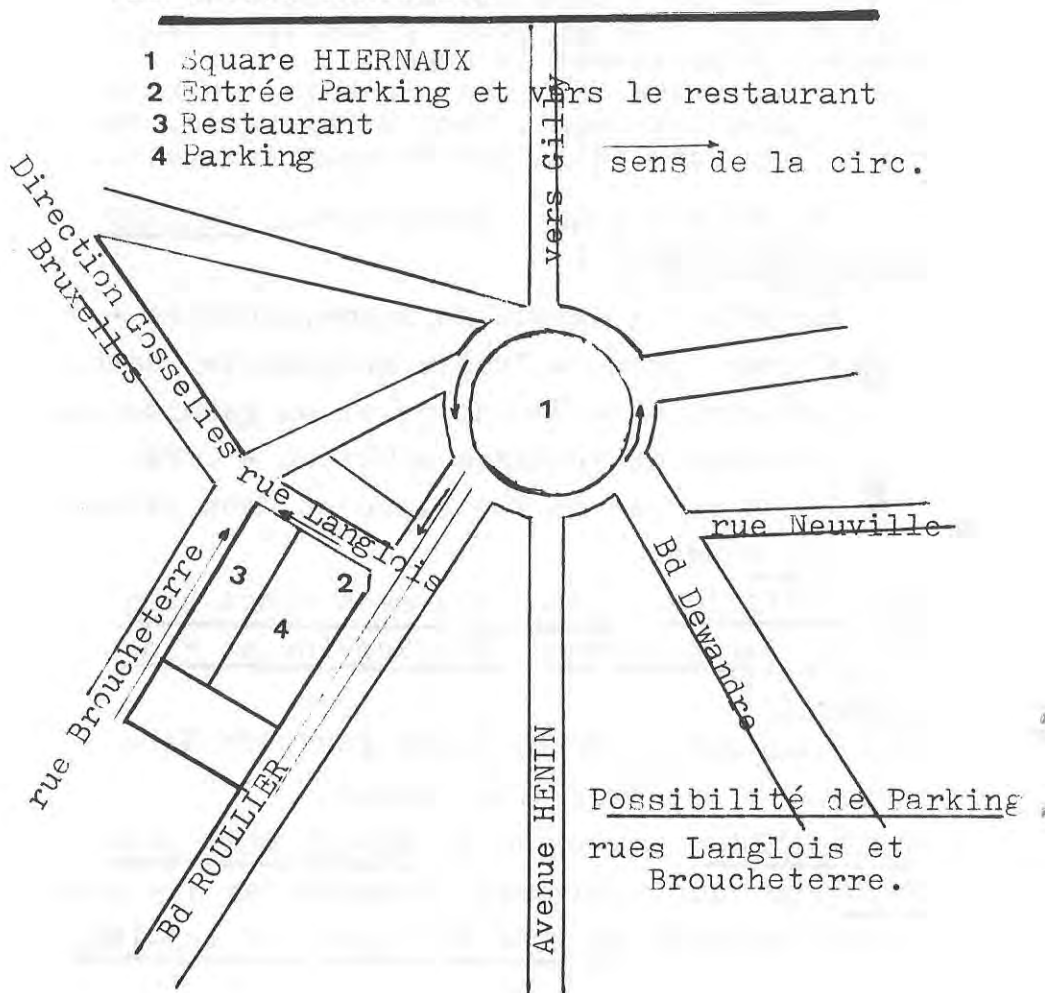 1 Square HIERNAUX
2 Entrée Parking et vers le restaurant
3 Restaurant
4 Parking
vers Gilly
sens de la circ.
Direction Gosselles
Bruxelles
1
rue Langlois
rue Neuville
2
3
4
rue Broucheterre
Bd Dewandre
Bd ROULLIER
Avenue HENIN
Possibilité de Parking
rues Langlois et
Broucheterre.